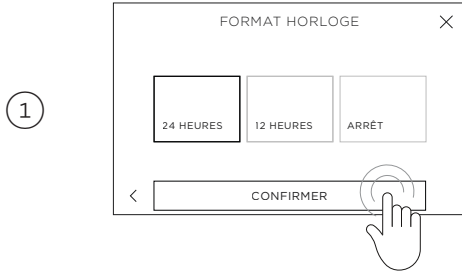 FORMAT HORLOGE
1
24 HEURES 12 HEURES ARRÊT
CONFIRMER